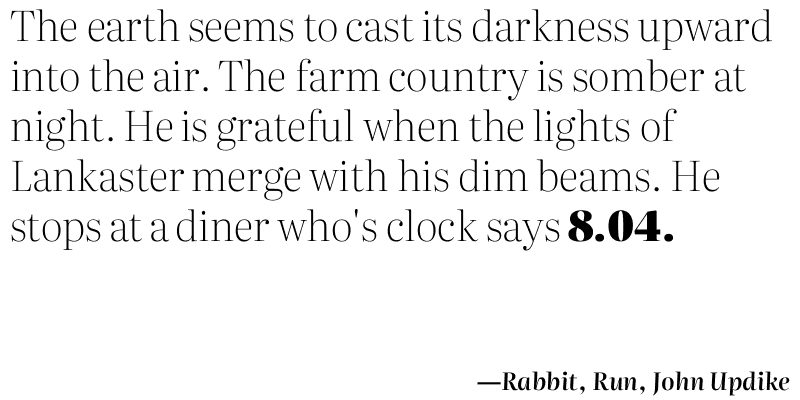 The earth seems to cast its darkness upward
into the air. The farm country is somber at
night. He is grateful when the lights of
Lankaster merge with his dim beams. He
stops at a diner who's clock says 8.04.
—Rabbit, Run, John Updike